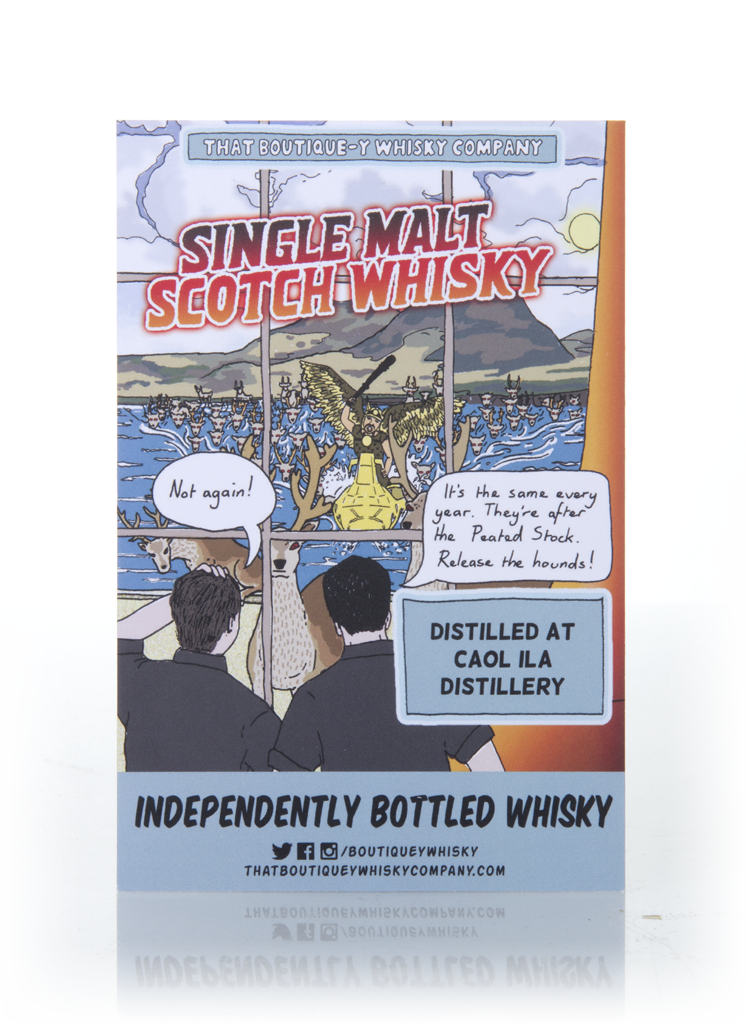 THAT BOUTIQUE-Y WHISKY COMPANY
SINGLE MALT
SCOTCH WHISKY
Not again!
It's the same every
year. They're after
the Peated Stock.
Release the hounds!
DISTILLED AT
CAOL ILA
DISTILLERY
INDEPENDENTLY BOTTLED WHISKY
/BOUTIQUEYWHISKY
THATBOUTIQUEYWHISKYCOMPANY.COM